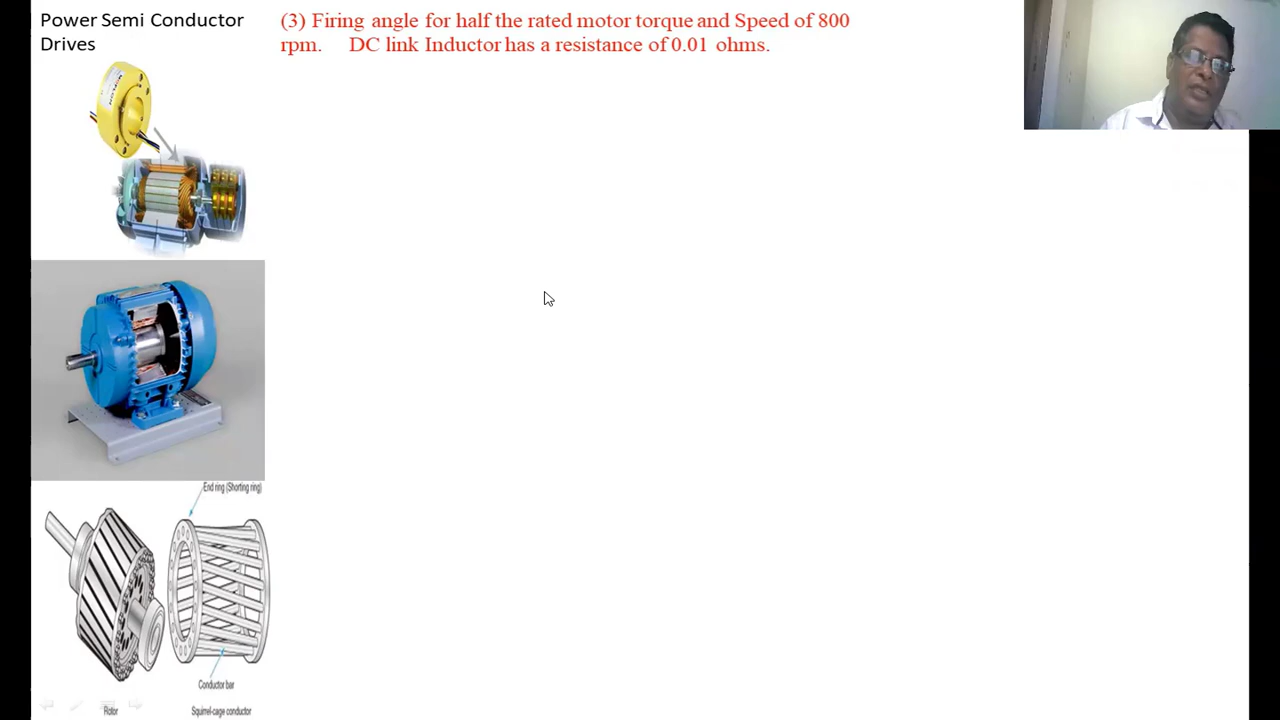 Power Semi Conductor
Drives
(3) Firing angle for half the rated motor torque and Speed of 800
rpm. DC link Inductor has a resistance of 0.01 ohms.
End ring (Shorting ring)
Conductor bar
Rotor
Squirrel-cage conductor